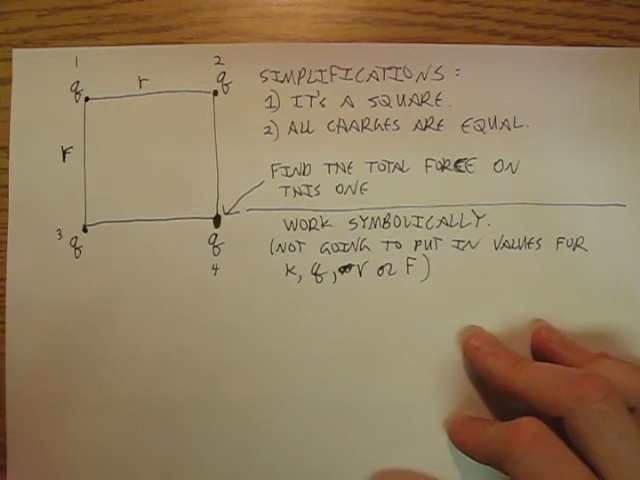 1
2
q
r
q
r
3
q
q
4
SIMPLIFICATIONS:
1) IT'S A SQUARE.
2) ALL CHARGES ARE EQUAL.
FIND THE TOTAL FORCE ON
THIS ONE
WORK SYMBOLICALLY.
(NOT GOING TO PUT IN VALUES FOR
K, q, r OR F)